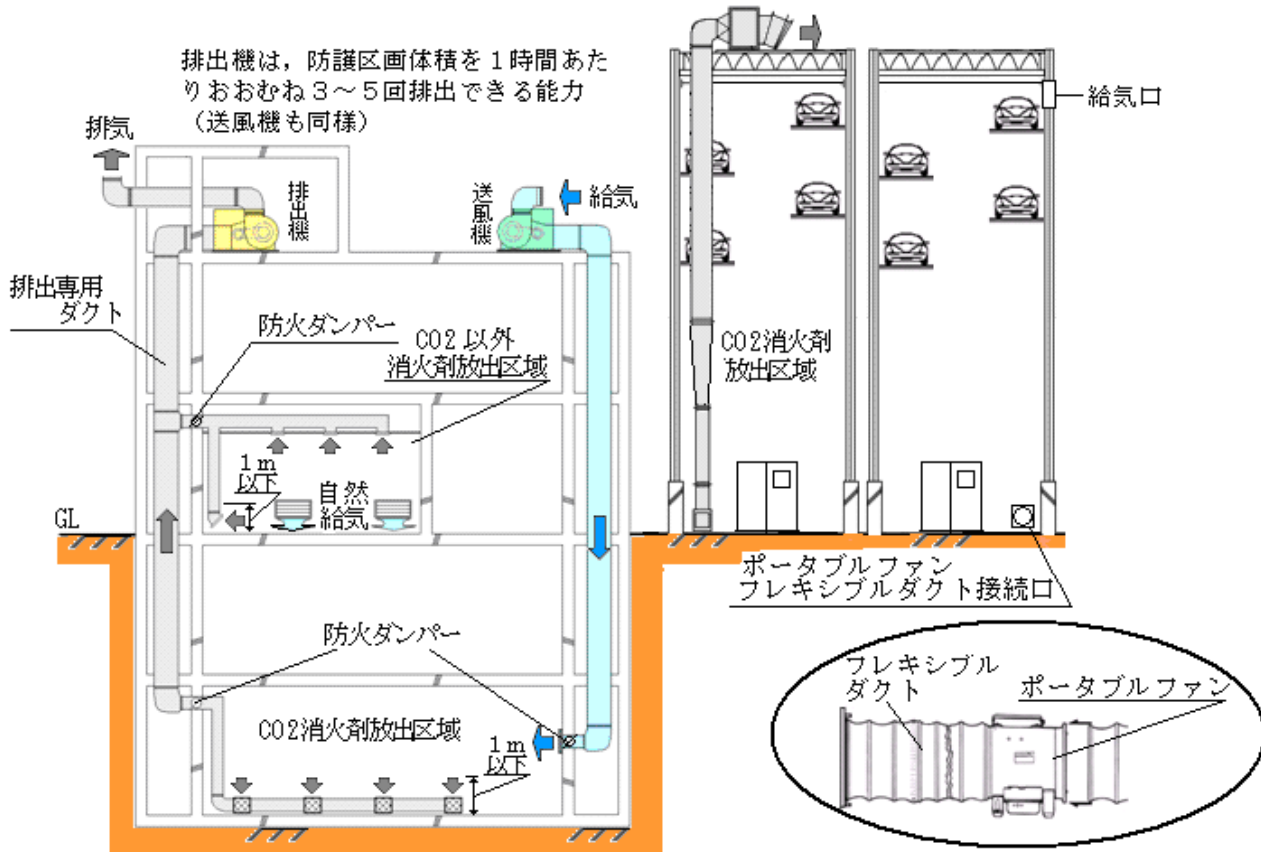 排出機は，防護区画体積を１時間あた
りおおむね３～５回排出できる能力
（送風機も同様）
排気
排出機
送風機
給気
給気口
排出専用
ダクト
防火ダンパー
CO2以外
消火剤放出区域
CO2消火剤
放出区域
1m
以下
自然
給気
GL
ポータブルファン
フレキシブルダクト接続口
防火ダンパー
CO2消火剤放出区域
1m
以下
フレキシブル
ダクト
ポータブルファン